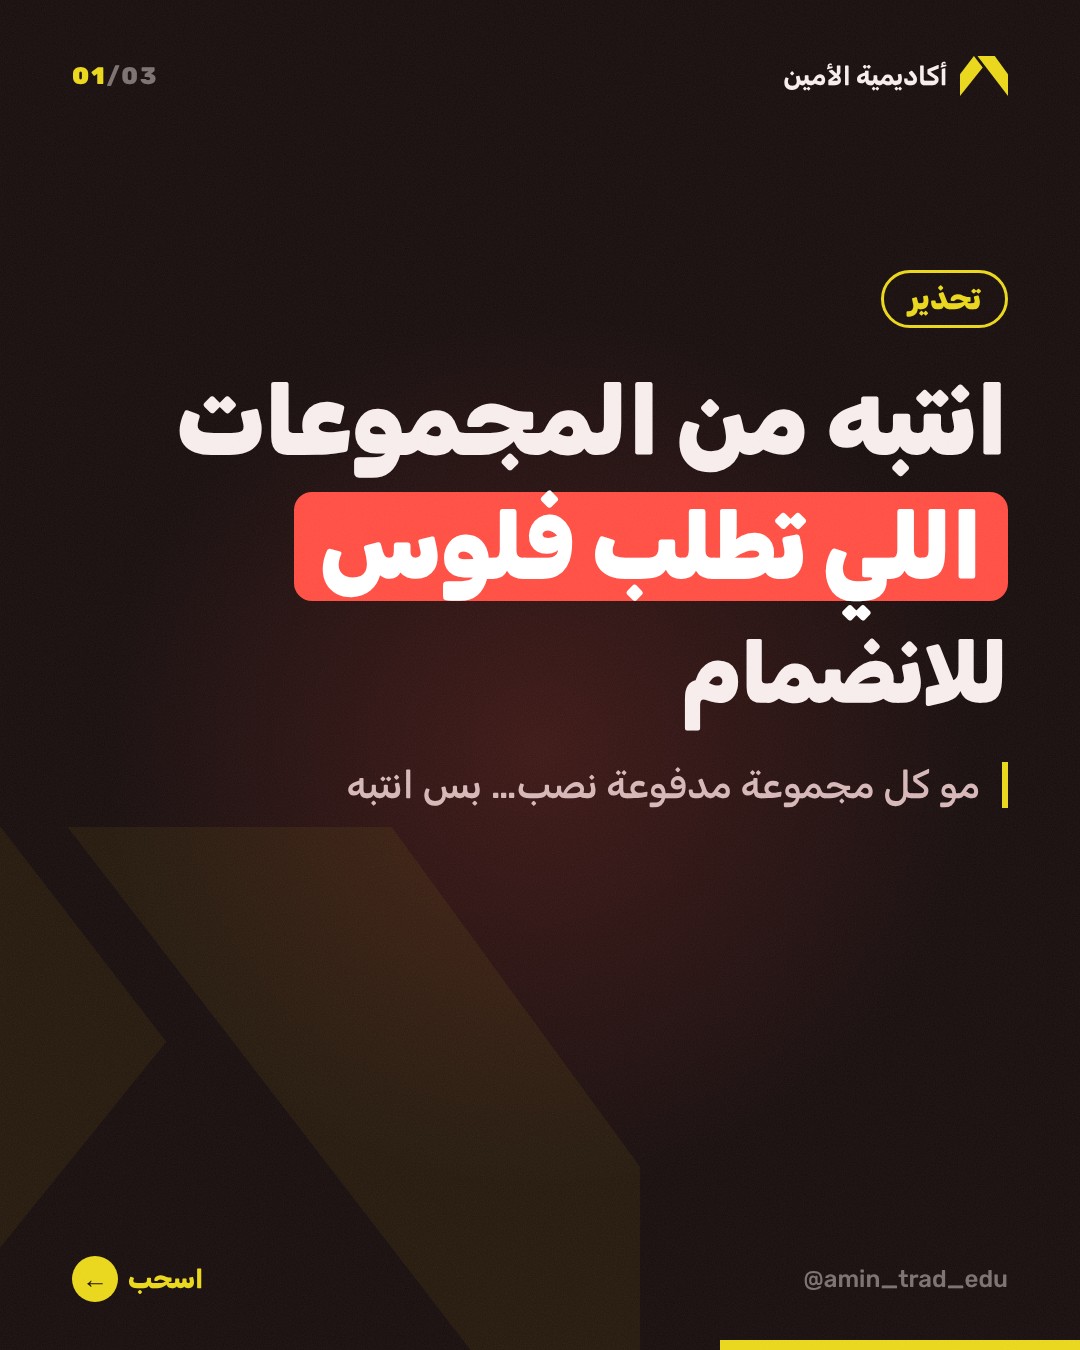 أكاديمية الأمين
01/03
تحذير
انتبه من المجموعات
اللي تطلب فلوس
للانضمام
مو كل مجموعة مدفوعة نصب... بس انتبه
@amin_trad_edu
اسحب ←